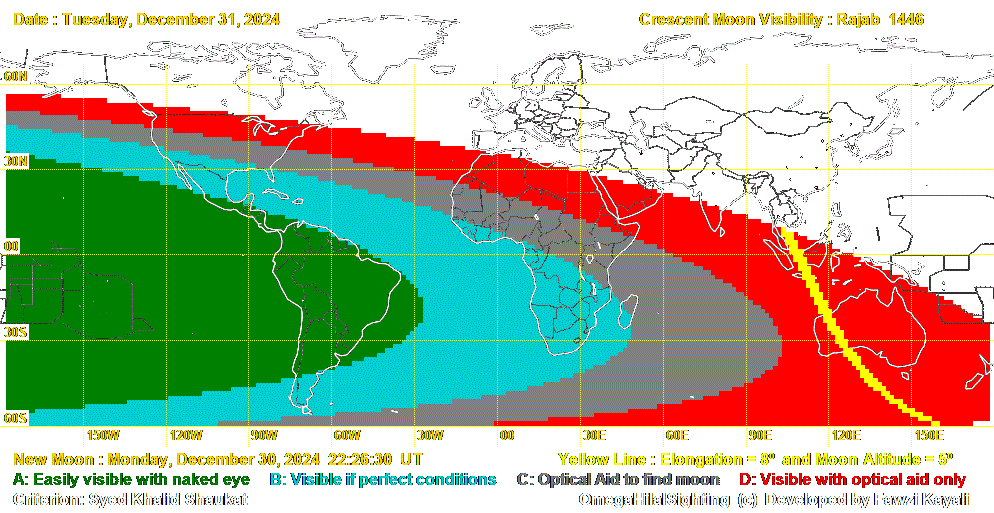 Date : Tuesday, December 31, 2024 Crescent Moon Visibility : Rajab 1446
60N
30N
00
30S
60S
150W 120W 90W 60W 30W 00 30E 60E 90E 120E 150E
New Moon : Monday, December 30, 2024 22:26:30 UT Yellow Line : Elongation = 8º and Moon Altitude = 5º
A: Easily visible with naked eye B: Visible if perfect conditions C: Optical Aid to find moon D: Visible with optical aid only
Criterion: Syed Khalid Shaukat OmegaHilalSighting (c) Developed by Fawzi Kayali